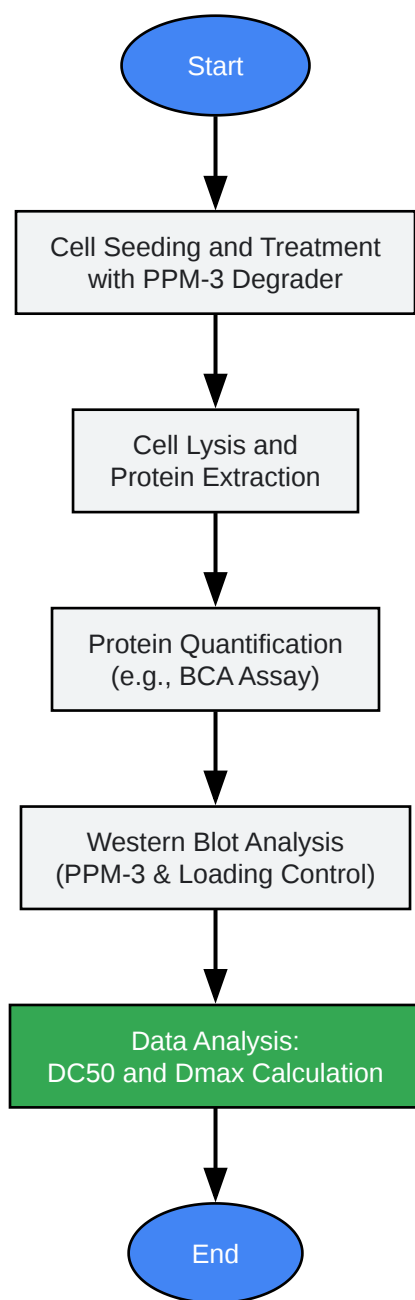 Start
Cell Seeding and Treatment
with PPM-3 Degrader
Cell Lysis and
Protein Extraction
Protein Quantification
(e.g., BCA Assay)
Western Blot Analysis
(PPM-3 & Loading Control)
Data Analysis:
DC50 and Dmax Calculation
End